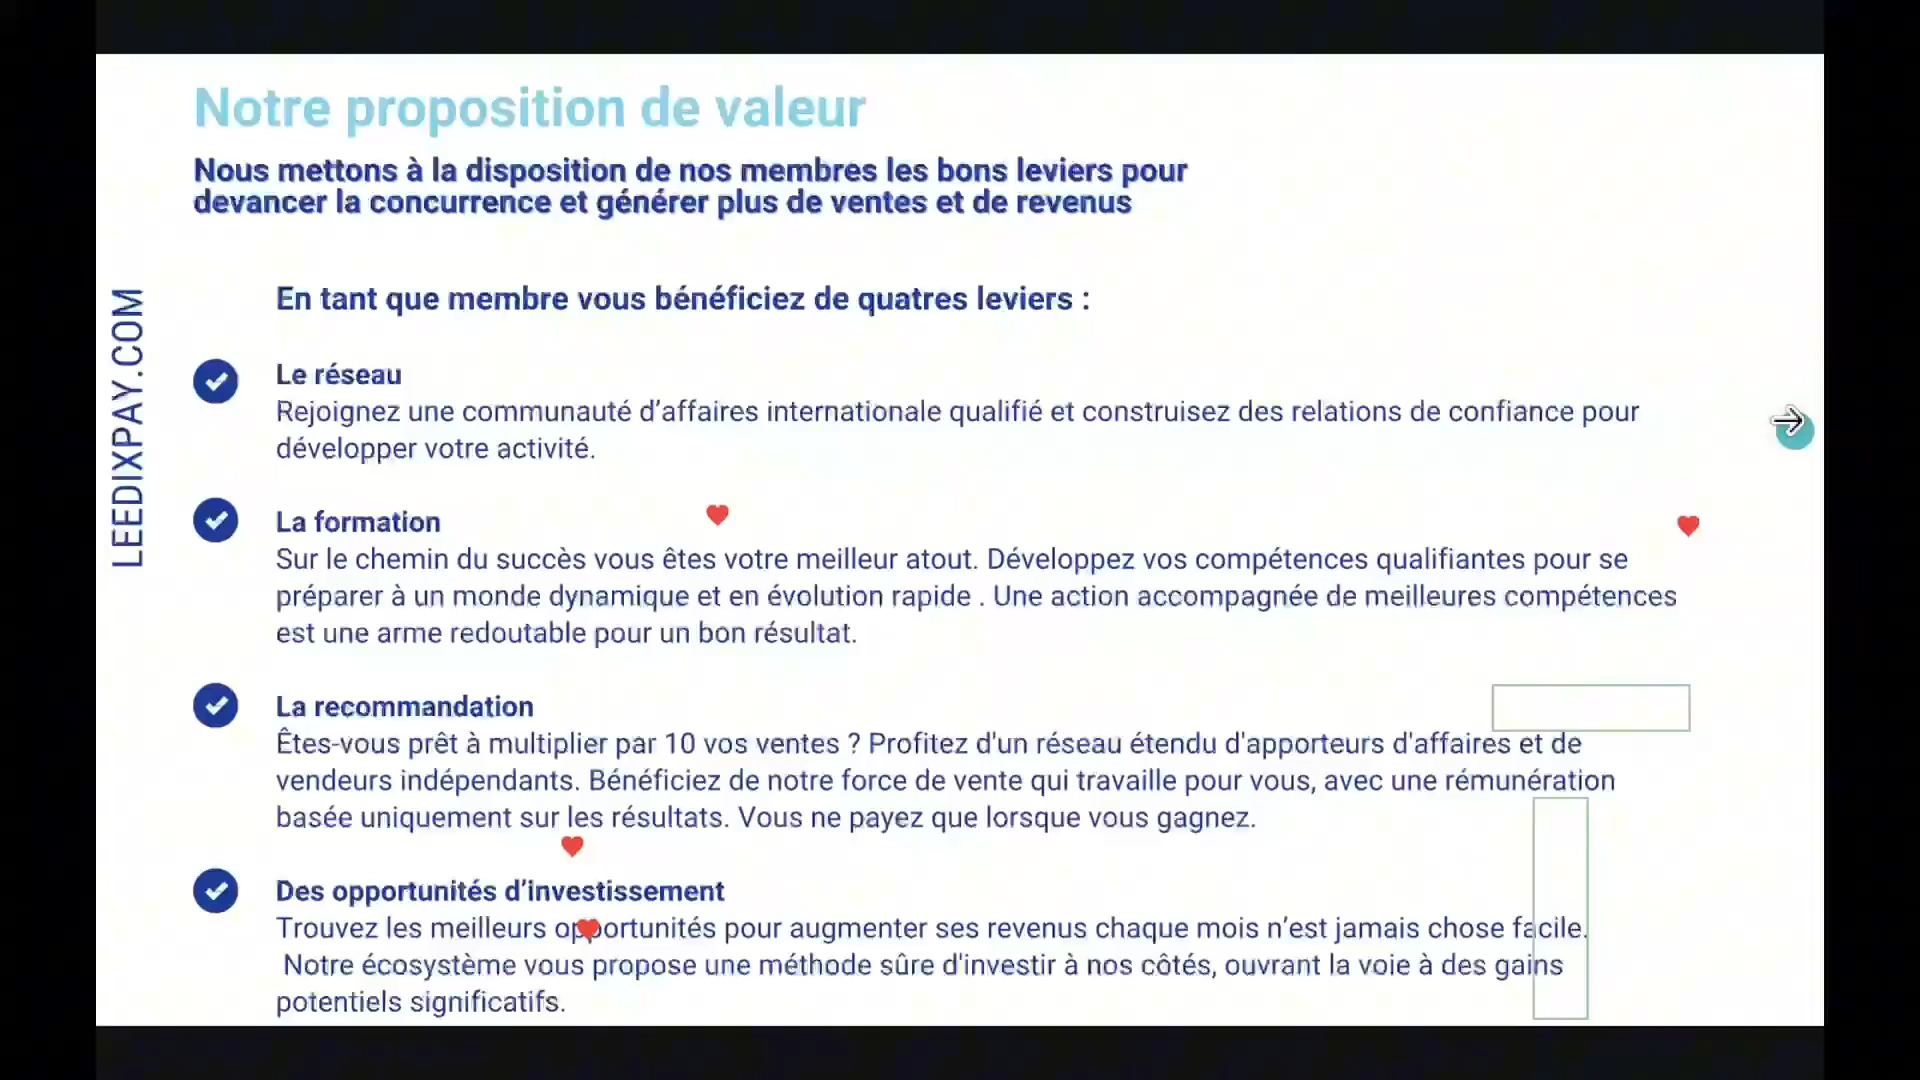 Notre proposition de valeur
Nous mettons à la disposition de nos membres les bons leviers pour
devancer la concurrence et générer plus de ventes et de revenus
LEEDIXPAY.COM
En tant que membre vous bénéficiez de quatres leviers :
Le réseau
Rejoignez une communauté d’affaires internationale qualifié et construisez des relations de confiance pour
développer votre activité.
La formation
Sur le chemin du succès vous êtes votre meilleur atout. Développez vos compétences qualifiantes pour se
préparer à un monde dynamique et en évolution rapide . Une action accompagnée de meilleures compétences
est une arme redoutable pour un bon résultat.
La recommandation
Êtes-vous prêt à multiplier par 10 vos ventes ? Profitez d'un réseau étendu d'apporteurs d'affaires et de
vendeurs indépendants. Bénéficiez de notre force de vente qui travaille pour vous, avec une rémunération
basée uniquement sur les résultats. Vous ne payez que lorsque vous gagnez.
Des opportunités d’investissement
Trouvez les meilleurs opportunités pour augmenter ses revenus chaque mois n’est jamais chose facile.
Notre écosystème vous propose une méthode sûre d'investir à nos côtés, ouvrant la voie à des gains
potentiels significatifs.